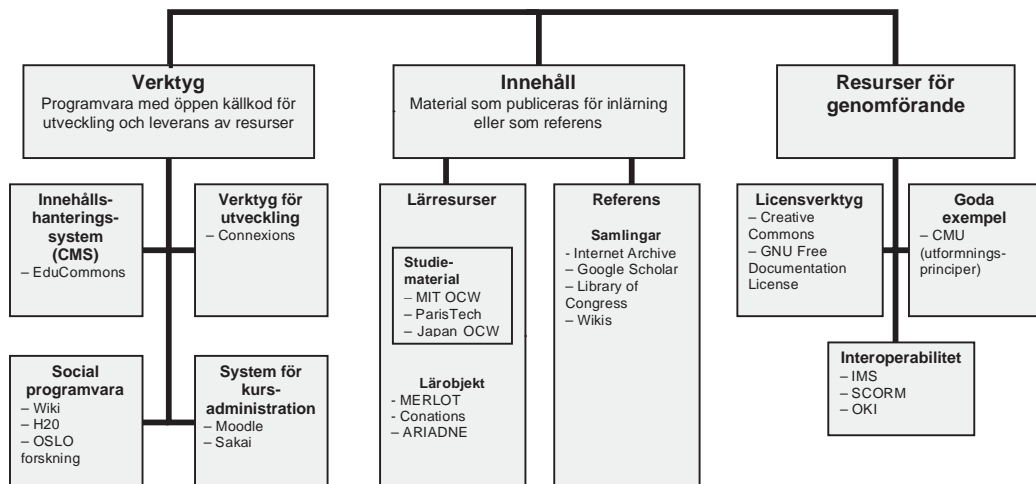 Verktyg
Programvara med öppen källkod för
utveckling och leverans av resurser
Innehålls-
hanterings-
system
(CMS)
– EduCommons
Verktyg för
utveckling
– Connexions
Social
programvara
– Wiki
– H20
– OSLO
forskning
System för
kurs-
administration
– Moodle
– Sakai
Innehåll
Material som publiceras för inlärning
eller som referens
Lärresurser
Studie-
material
– MIT OCW
– ParisTech
– Japan OCW
Lärobjekt
- MERLOT
- Conations
– ARIADNE
Referens
Samlingar
- Internet Archive
– Google Scholar
– Library of
Congress
– Wikis
Resurser för
genomförande
Licensverktyg
– Creative
Commons
– GNU Free
Documentation
License
Goda
exempel
– CMU
(utformnings-
principer)
Interoperabilitet
– IMS
– SCORM
– OKI